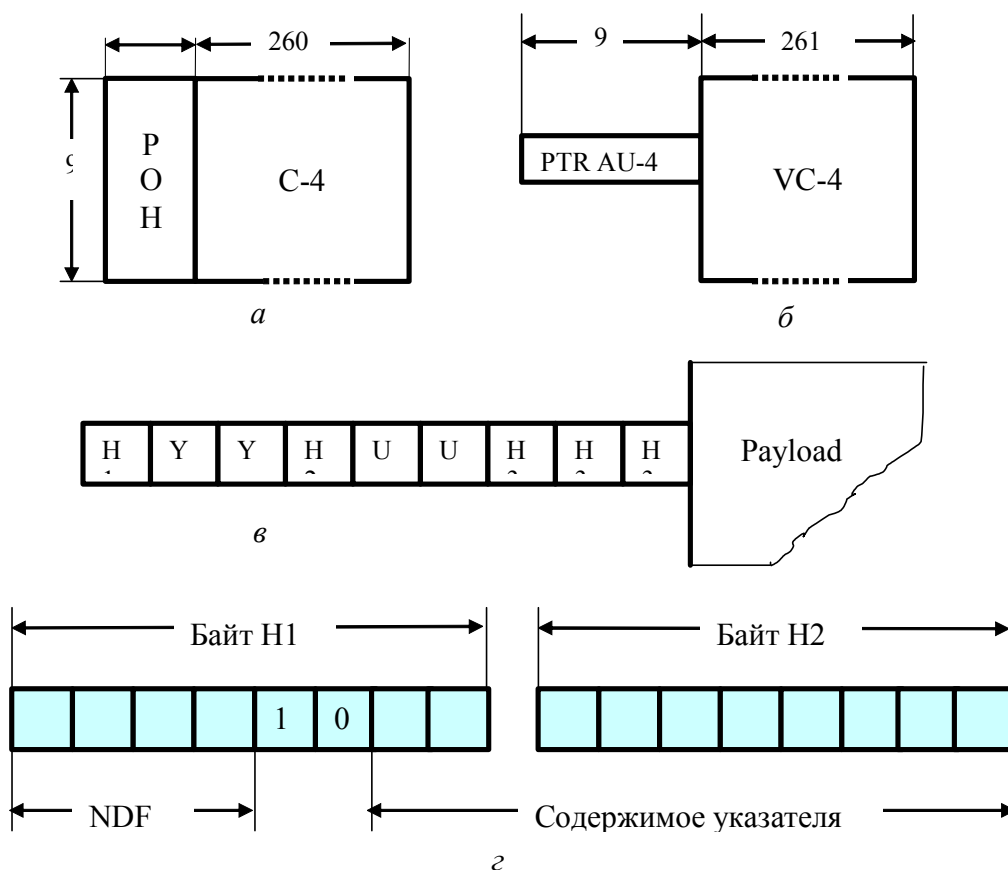 260
9
261
9
P
O
H
C-4
PTR AU-4
VC-4
а
б
H Y Y H U U H H H
Payload
в
Байт H1
Байт H2
1 0
NDF
Содержимое указателя
г